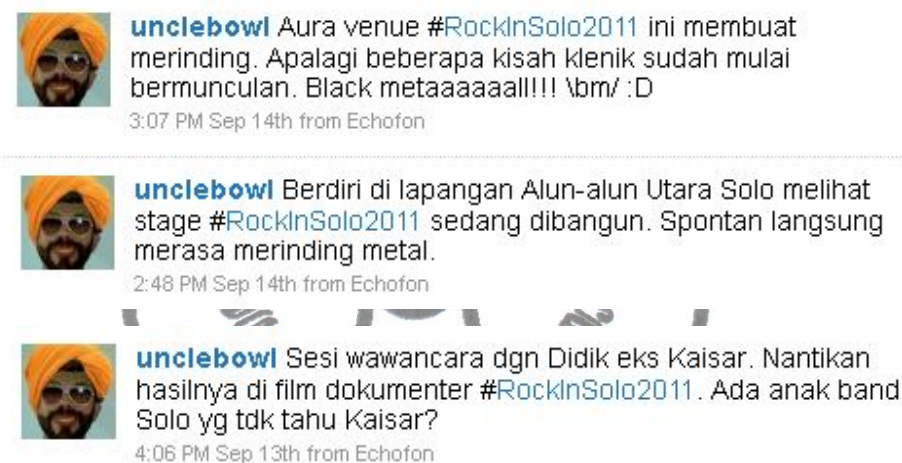 unclebowl Aura venue #RockInSolo2011 ini membuat
merinding. Apalagi beberapa kisah klenik sudah mulai
bermunculan. Black metaaaaaall!!! \bm/ :D
3:07 PM Sep 14th from Echofon
unclebowl Berdiri di lapangan Alun-alun Utara Solo melihat
stage #RockInSolo2011 sedang dibangun. Spontan langsung
merasa merinding metal.
2:48 PM Sep 14th from Echofon
unclebowl Sesi wawancara dgn Didik eks Kaisar. Nantikan
hasilnya di film dokumenter #RockInSolo2011. Ada anak band
Solo yg tdk tahu Kaisar?
4:06 PM Sep 13th from Echofon